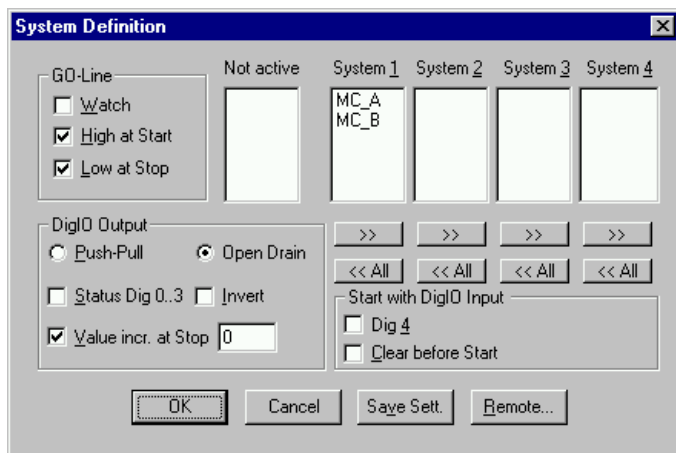 System Definition
GO-Line
Watch
High at Start
Low at Stop
Not active
System 1
MC_A
MC_B
System 2
System 3
System 4
DigIO Output
Push-Pull
Open Drain
Status Dig 0..3
Invert
Value incr. at Stop
0
>>
>>
>>
>>
<< All
<< All
<< All
<< All
Start with DigIO Input
Dig 4
Clear before Start
OK
Cancel
Save Sett.
Remote...